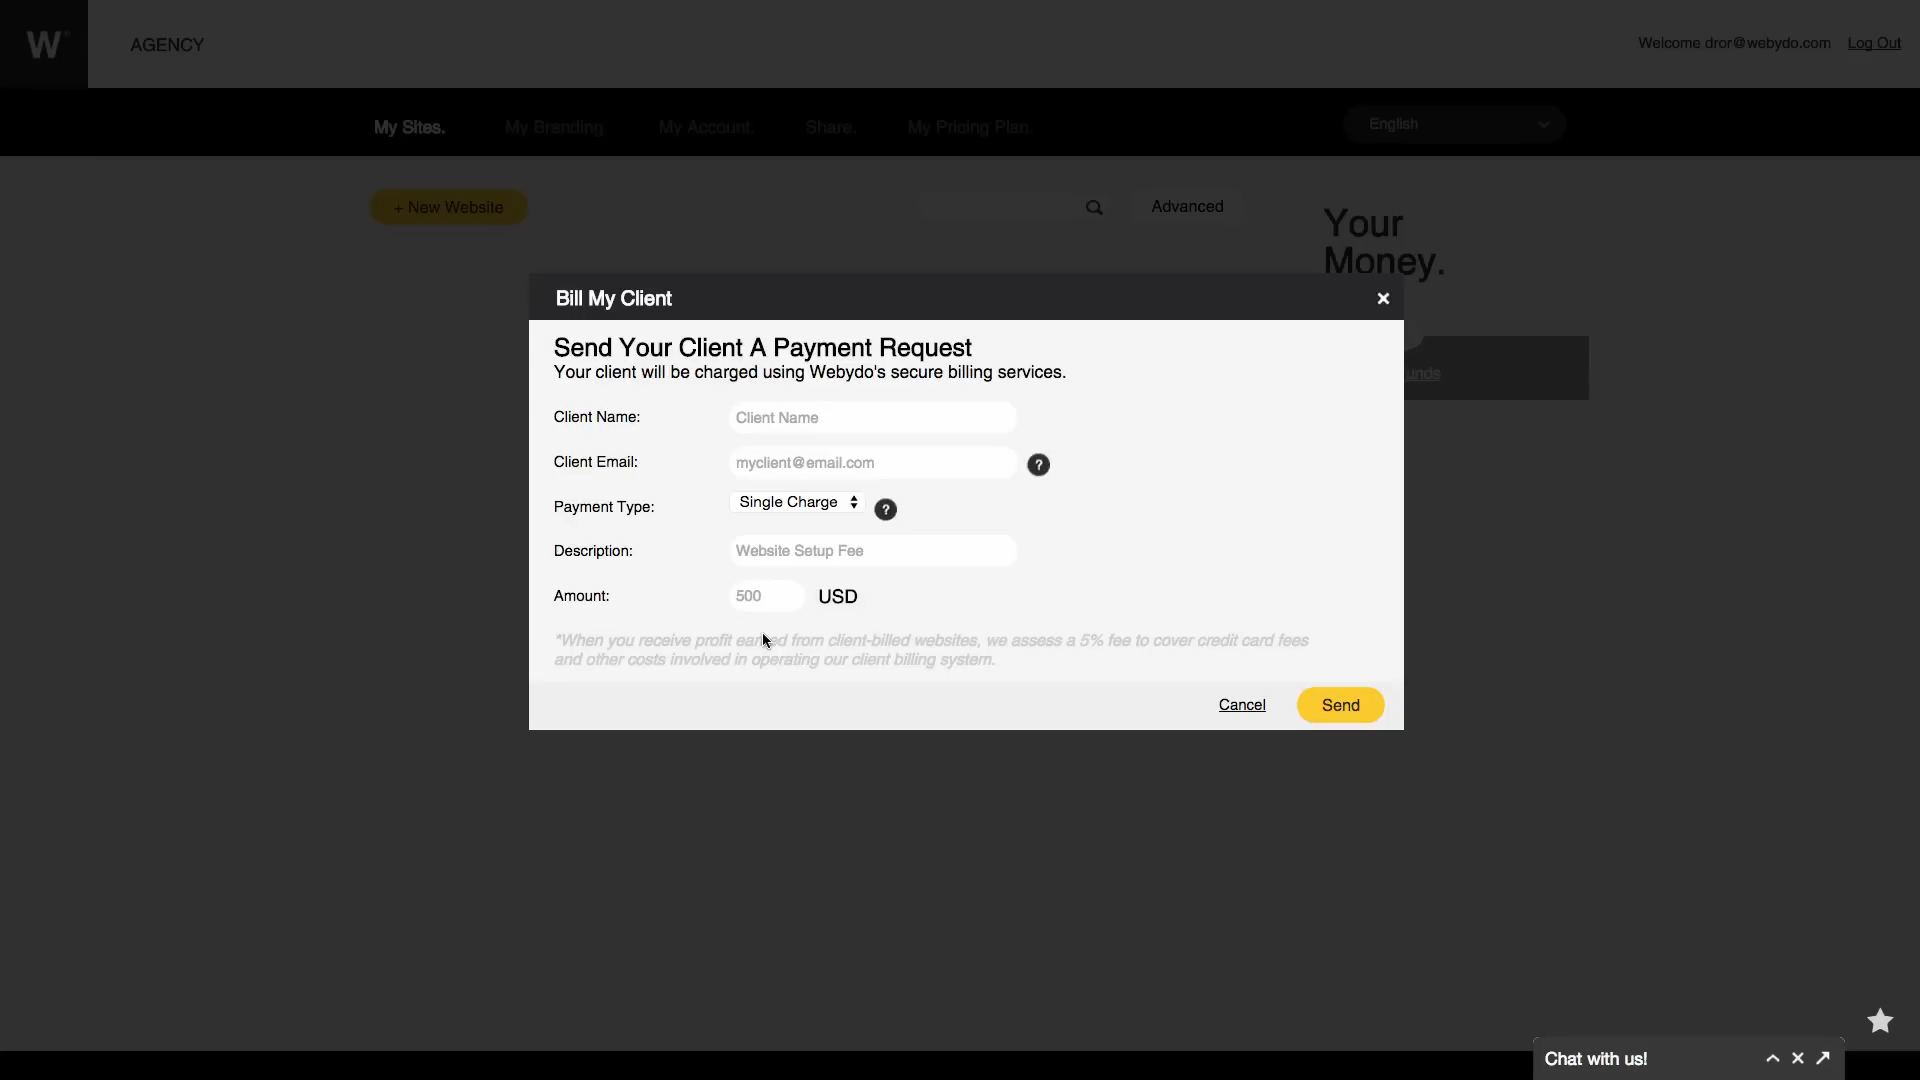 W
AGENCY
Welcome dror@webydo.com Log Out
My Sites. My Branding My Account. Share. My Pricing Plan.
English
+ New Website
Advanced
Your
Money.
Bill My Client
Send Your Client A Payment Request
Your client will be charged using Webydo's secure billing services.
unds
Client Name: Client Name
Client Email: myclient@email.com ?
Payment Type: Single Charge ?
Description: Website Setup Fee
Amount: 500 USD
*When you receive profit earned from client-billed websites, we assess a 5% fee to cover credit card fees
and other costs involved in operating our client billing system.
Cancel Send
Chat with us!